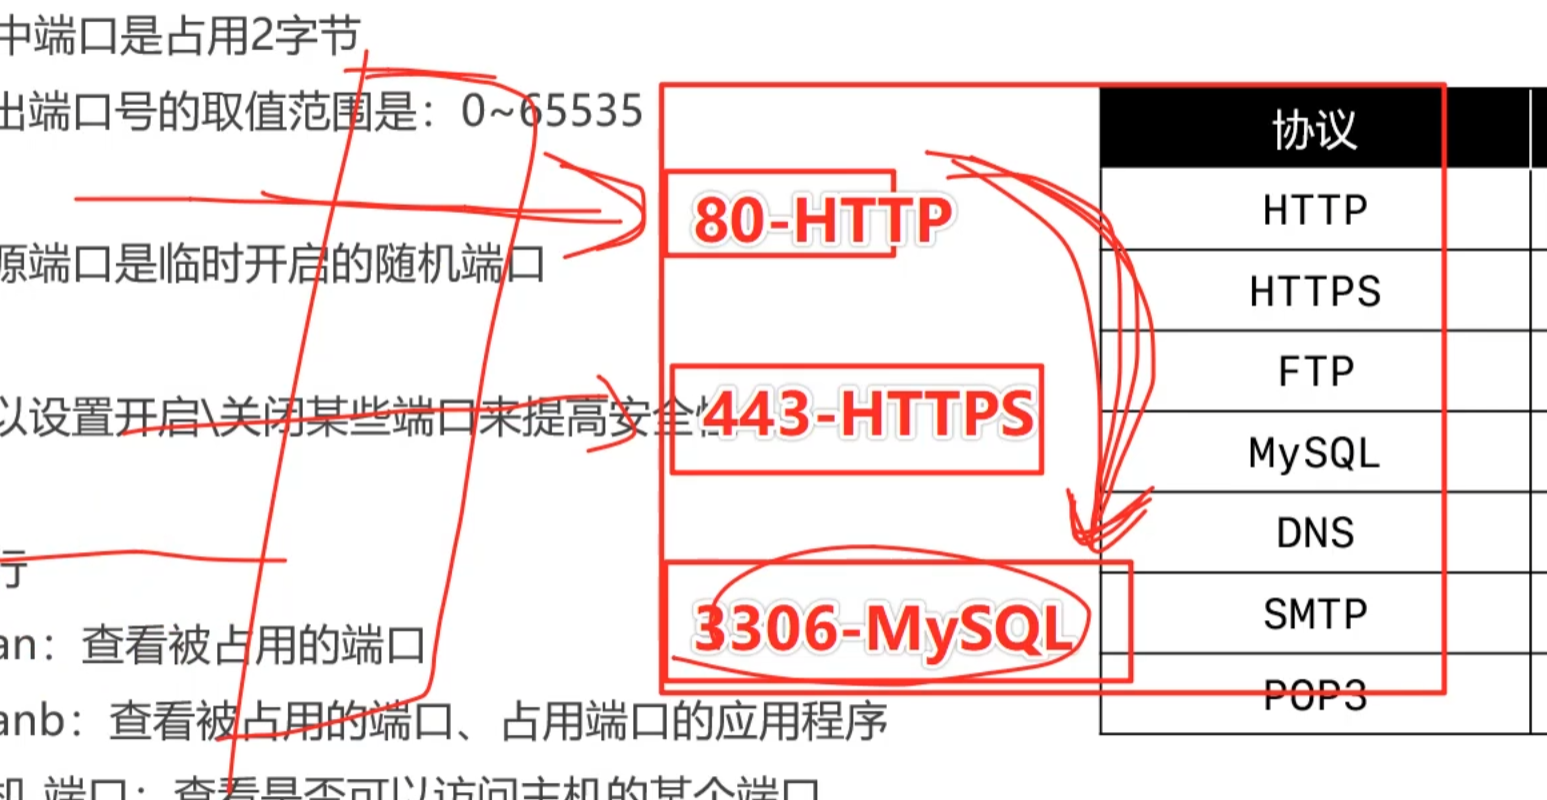 中端口是占用2字节
出端口号的取值范围是：0~65535
源端口是临时开启的随机端口
以设置开启\关闭某些端口来提高安全性
行
an：查看被占用的端口
anb：查看被占用的端口、占用端口的应用程序
机 端口：查看是否可以访问主机的某个端口
80-HTTP
443-HTTPS
3306-MySQL
协议
HTTP
HTTPS
FTP
MySQL
DNS
SMTP
POP3